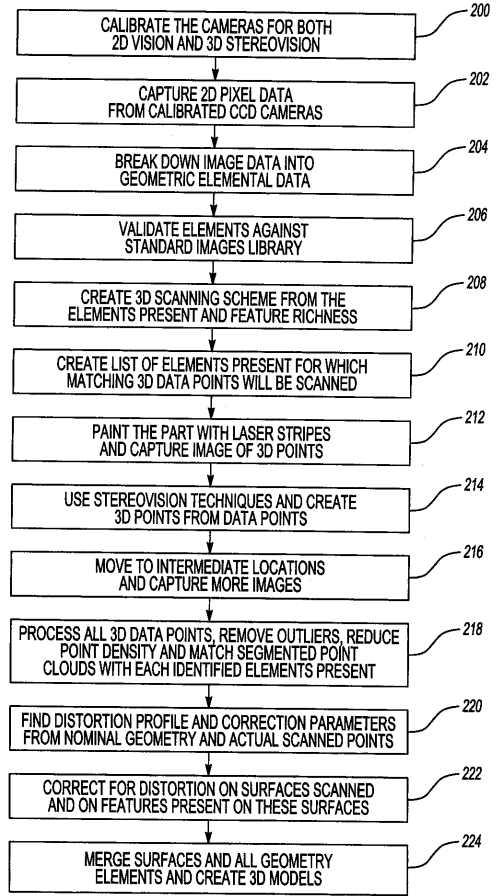 200
CALIBRATE THE CAMERAS FOR BOTH
2D VISION AND 3D STEREOVISION
202
CAPTURE 2D PIXEL DATA
FROM CALIBRATED CCD CAMERAS
204
BREAK DOWN IMAGE DATA INTO
GEOMETRIC ELEMENTAL DATA
206
VALIDATE ELEMENTS AGAINST
STANDARD IMAGES LIBRARY
208
CREATE 3D SCANNING SCHEME FROM THE
ELEMENTS PRESENT AND FEATURE RICHNESS
210
CREATE LIST OF ELEMENTS PRESENT FOR WHICH
MATCHING 3D DATA POINTS WILL BE SCANNED
212
PAINT THE PART WITH LASER STRIPES
AND CAPTURE IMAGE OF 3D POINTS
214
USE STEREOVISION TECHNIQUES AND CREATE
3D POINTS FROM DATA POINTS
216
MOVE TO INTERMEDIATE LOCATIONS
AND CAPTURE MORE IMAGES
218
PROCESS ALL 3D DATA POINTS, REMOVE OUTLIERS, REDUCE
POINT DENSITY AND MATCH SEGMENTED POINT
CLOUDS WITH EACH IDENTIFIED ELEMENTS PRESENT
220
FIND DISTORTION PROFILE AND CORRECTION PARAMETERS
FROM NOMINAL GEOMETRY AND ACTUAL SCANNED POINTS
222
CORRECT FOR DISTORTION ON SURFACES SCANNED
AND ON FEATURES PRESENT ON THESE SURFACES
224
MERGE SURFACES AND ALL GEOMETRY
ELEMENTS AND CREATE 3D MODELS